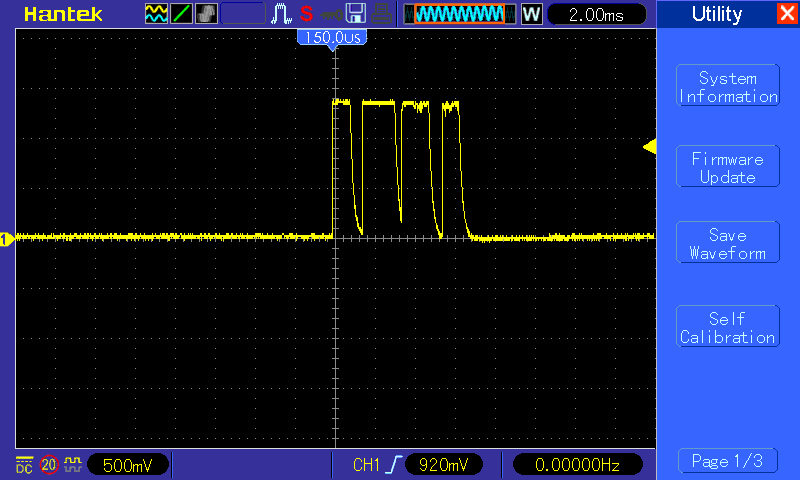 Hantek
S
W
2.00ms
Utility
150.0us
System
Information
Firmware
Update
Save
Waveform
Self
Calibration
1
DC
20
500mV
CH1
920mV
0.00000Hz
Page 1/3